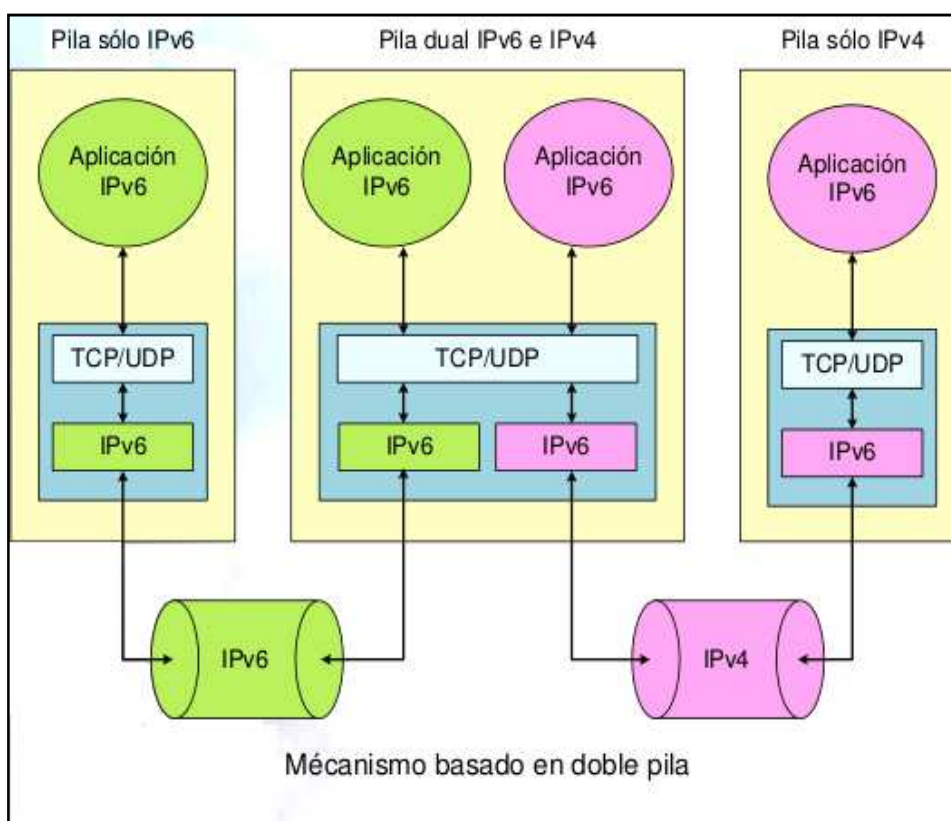 Pila sólo IPv6
Pila dual IPv6 e IPv4
Pila sólo IPv4
Aplicación
IPv6
Aplicación
IPv6
Aplicación
IPv6
Aplicación
IPv6
TCP/UDP
TCP/UDP
TCP/UDP
IPv6
IPv6
IPv6
IPv6
IPv6
IPv4
Mécanismo basado en doble pila